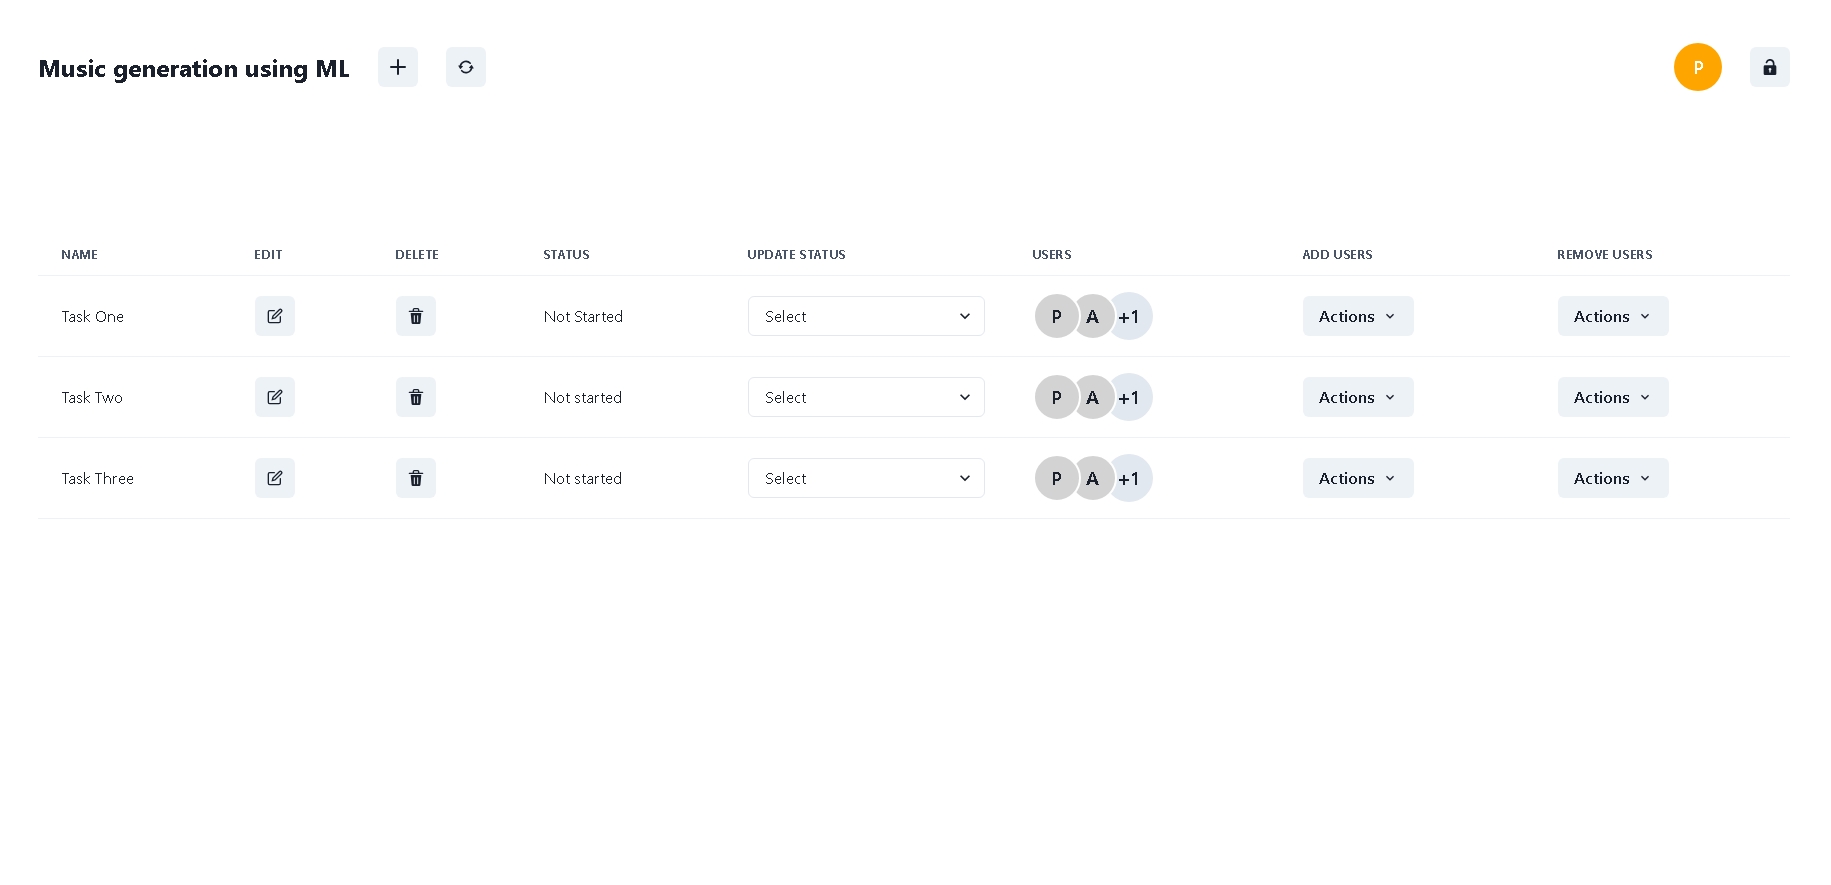 Music generation using ML
P
NAME EDIT DELETE STATUS UPDATE STATUS USERS ADD USERS REMOVE USERS
Task One Not Started Select P A +1 Actions Actions
Task Two Not started Select P A +1 Actions Actions
Task Three Not started Select P A +1 Actions Actions